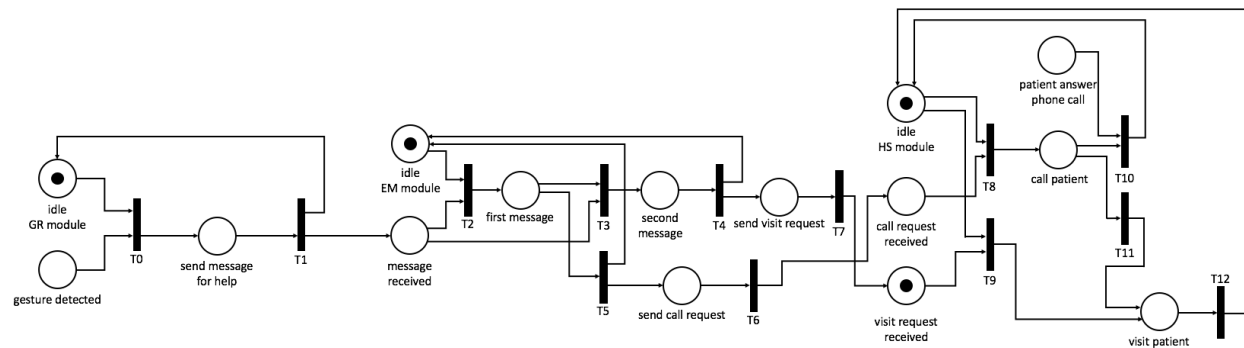 patient answer
phone call
idle
HS module
T8
call patient
T10
idle
EM module
T2
first message
T3
second
message
T4
send visit request
T7
call request
received
T11
idle
GR module
T0
send message
for help
T1
message
received
T9
gesture detected
T5
send call request
T6
visit request
received
T12
visit patient